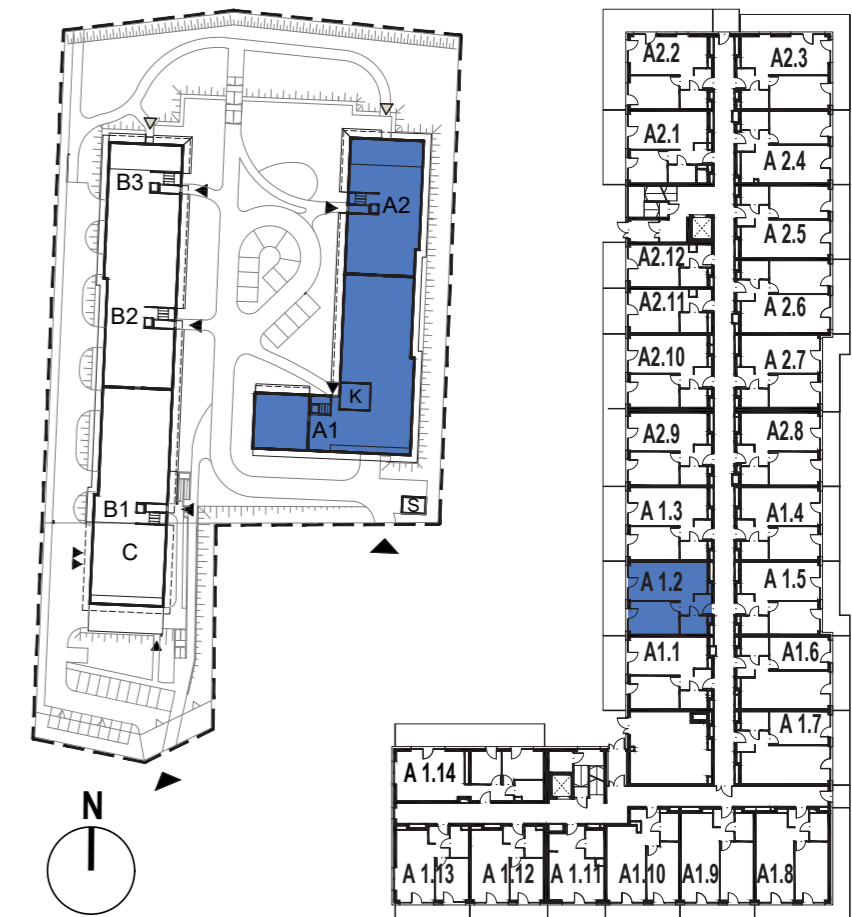 B3
B2
B1
C
A2
K
A1
S
N
A2.2
A2.3
A2.1
A 2.4
A 2.5
A2.12
A2.11
A 2.6
A2.10
A 2.7
A2.9
A2.8
A 1.3
A1.4
A 1.2
A 1.5
A1.1
A1.6
A 1.7
A 1.14
A 1.13
A 1.12
A 1.11
A1.10
A1.9
A1.8